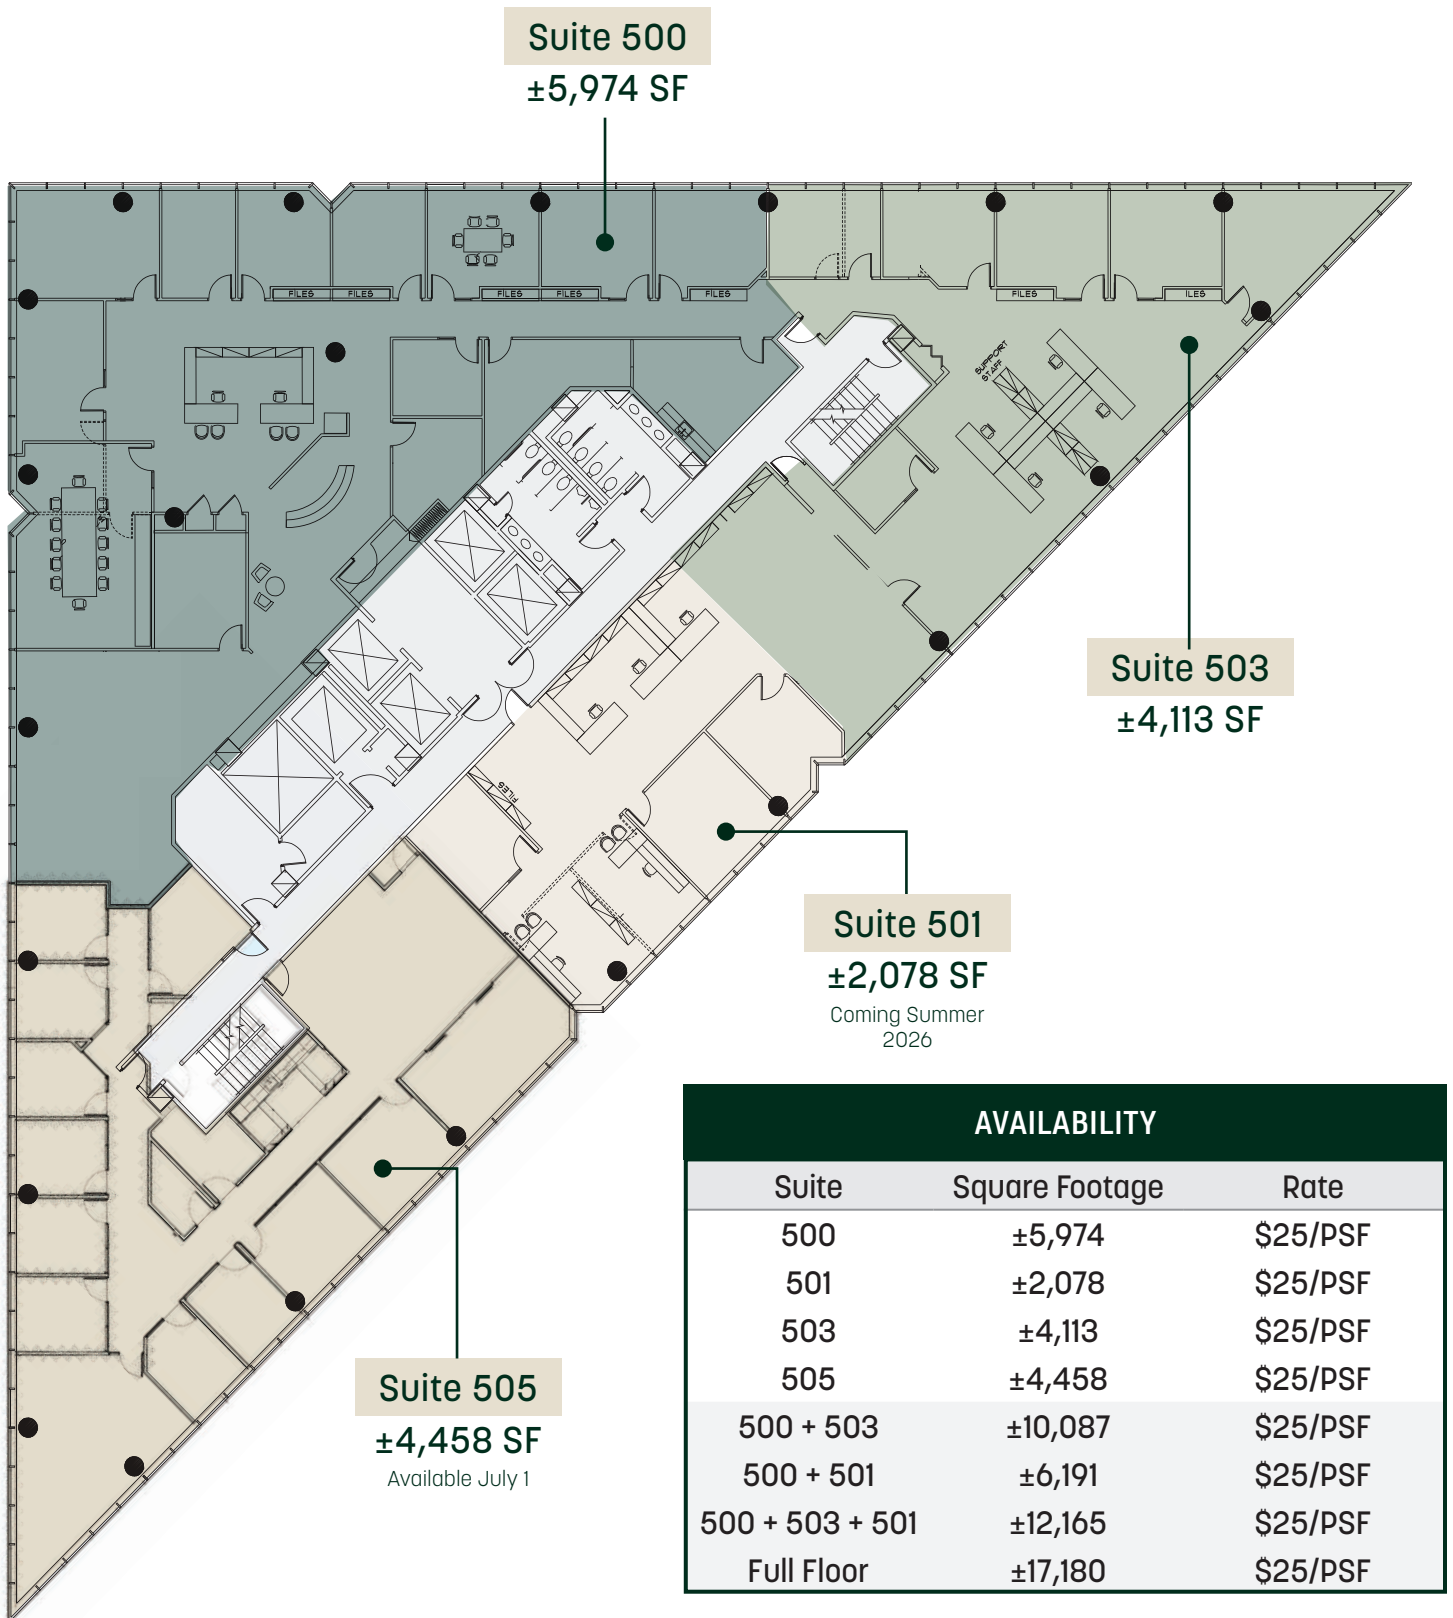 Suite 500
±5,974 SF
FILES
FILES
FILES
FILES
FILES
FILES
ILES
SUPPORT
STAFF
Suite 503
±4,113 SF
FILES
Suite 501
±2,078 SF
Coming Summer
2026
Suite 505
±4,458 SF
Available July 1
AVAILABILITY
Suite Square Footage Rate
500 ±5,974 $25/PSF
501 ±2,078 $25/PSF
503 ±4,113 $25/PSF
505 ±4,458 $25/PSF
500 + 503 ±10,087 $25/PSF
500 + 501 ±6,191 $25/PSF
500 + 503 + 501 ±12,165 $25/PSF
Full Floor ±17,180 $25/PSF